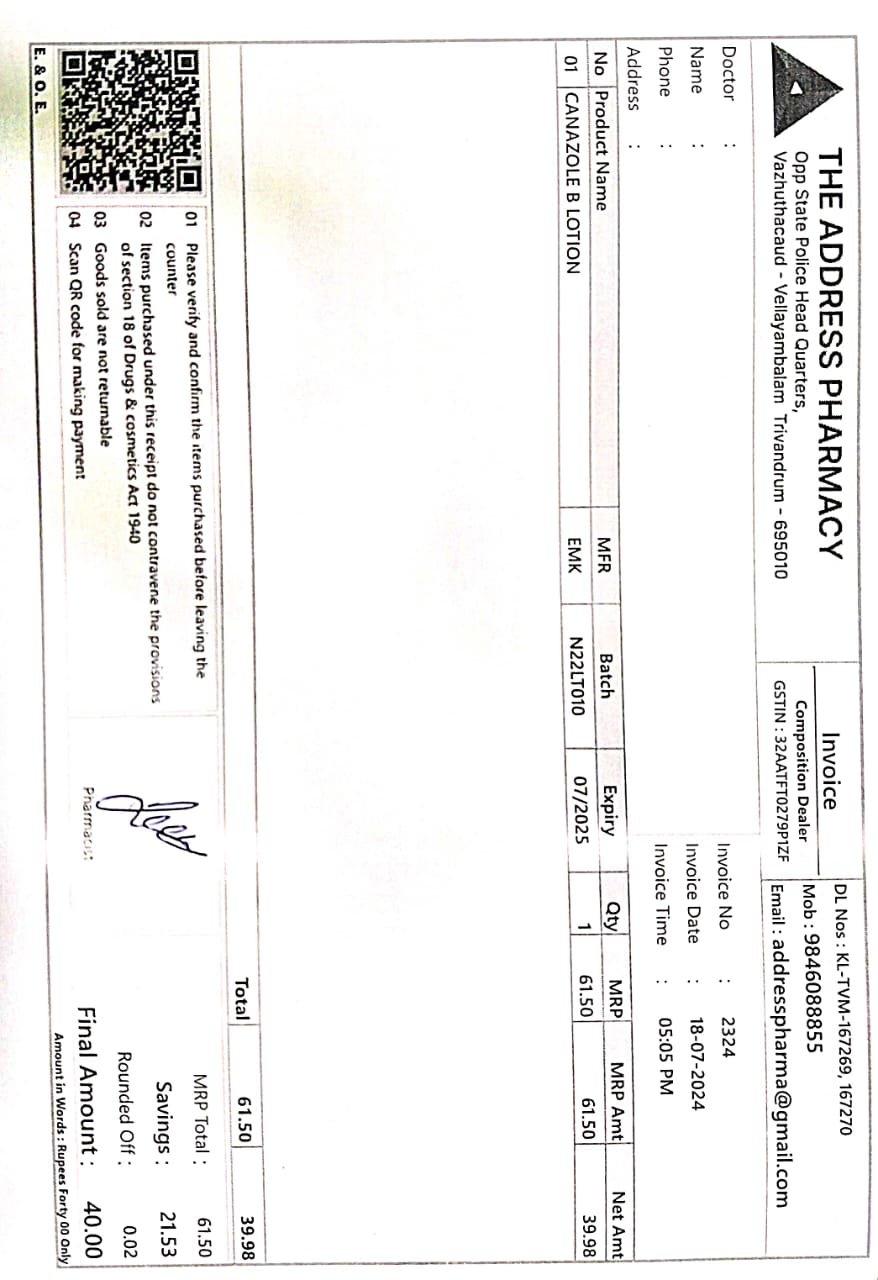 THE ADDRESS PHARMACY
Opp State Police Head Quarters,
Vazhuthacaud - Vellayambalam Trivandrum - 695010
Invoice
Composition Dealer
GSTIN : 32AATFT0279P1ZF
DL Nos : KL-TVM-167269, 167270
Mob : 9846088855
Email : addresspharma@gmail.com
Doctor :
Name :
Phone :
Address :
Invoice No : 2324
Invoice Date : 18-07-2024
Invoice Time : 05:05 PM
No Product Name MFR Batch Expiry Qty MRP MRP Amt Net Amt
01 CANAZOLE B LOTION EMK N22LT010 07/2025 1 61.50 61.50 39.98
Total 61.50 39.98
01 Please verify and confirm the items purchased before leaving the
counter
02 Items purchased under this receipt do not contravene the provisions
of section 18 of Drugs & cosmetics Act 1940
03 Goods sold are not returnable
04 Scan QR code for making payment
Pharmacist
MRP Total : 61.50
Savings : 21.53
Rounded Off : 0.02
Final Amount : 40.00
Amount in Words : Rupees Forty 00 Only
E. & O. E.